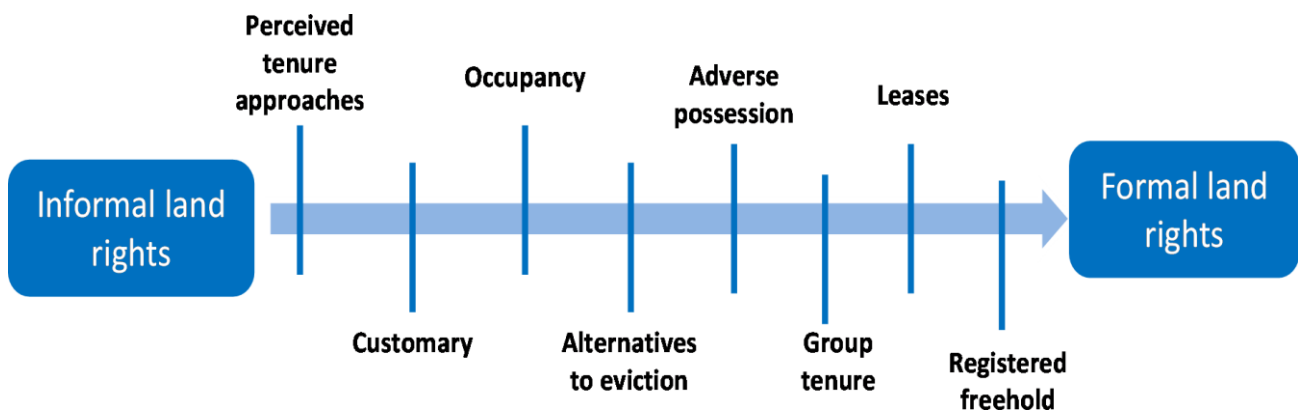 Perceived
tenure
approaches
Occupancy
Adverse
possession
Leases
Informal land
rights
Formal land
rights
Customary
Alternatives
to eviction
Group
tenure
Registered
freehold